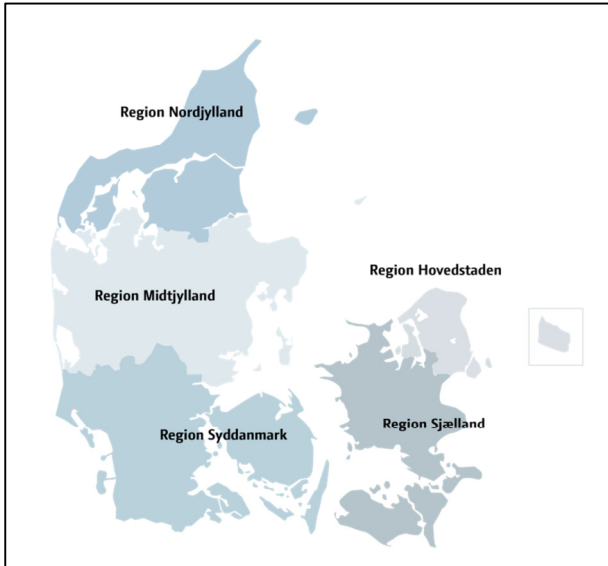 Region Nordjylland
Region Hovedstaden
Region Midtjylland
Region Sjælland
Region Syddanmark